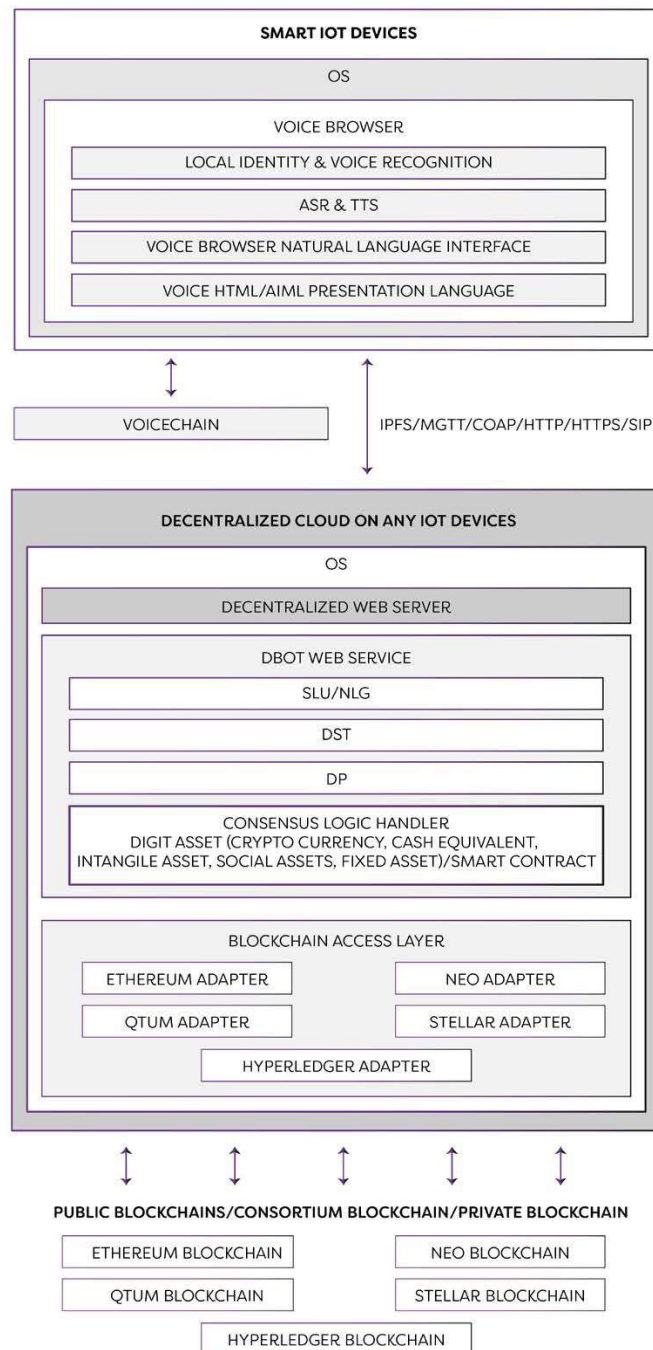 SMART IOT DEVICES
OS
VOICE BROWSER
LOCAL IDENTITY & VOICE RECOGNITION
ASR & TTS
VOICE BROWSER NATURAL LANGUAGE INTERFACE
VOICE HTML/AIML PRESENTATION LANGUAGE
VOICECHAIN
IPFS/MGTT/COAP/HTTP/HTTPS/SIP
DECENTRALIZED CLOUD ON ANY IOT DEVICES
OS
DECENTRALIZED WEB SERVER
DBOT WEB SERVICE
SLU/NLG
DST
DP
CONSENSUS LOGIC HANDLER
DIGIT ASSET (CRYPTO CURRENCY, CASH EQUIVALENT,
INTANGILE ASSET, SOCIAL ASSETS, FIXED ASSET)/SMART CONTRACT
BLOCKCHAIN ACCESS LAYER
ETHEREUM ADAPTER
NEO ADAPTER
QTUM ADAPTER
STELLAR ADAPTER
HYPERLEDGER ADAPTER
PUBLIC BLOCKCHAINS/CONSORTIUM BLOCKCHAIN/PRIVATE BLOCKCHAIN
ETHEREUM BLOCKCHAIN
NEO BLOCKCHAIN
QTUM BLOCKCHAIN
STELLAR BLOCKCHAIN
HYPERLEDGER BLOCKCHAIN